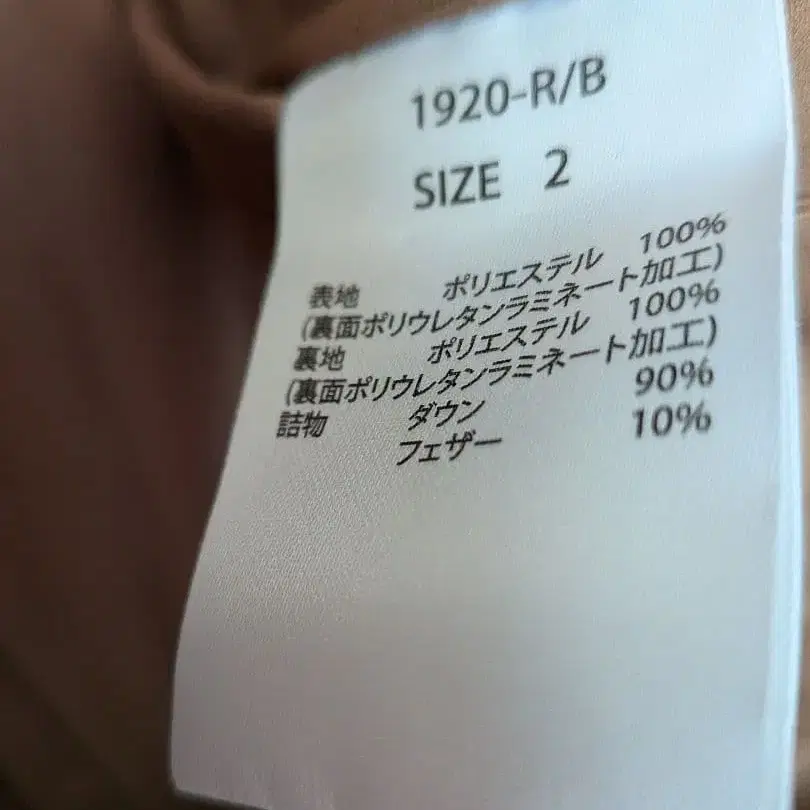 1920-R/B
SIZE 2
表地 ポリエステル 100%
(裏面ポリウレタンラミネート加工)
裏地 ポリエステル 100%
(裏面ポリウレタンラミネート加工)
詰物 ダウン 90%
フェザー 10%